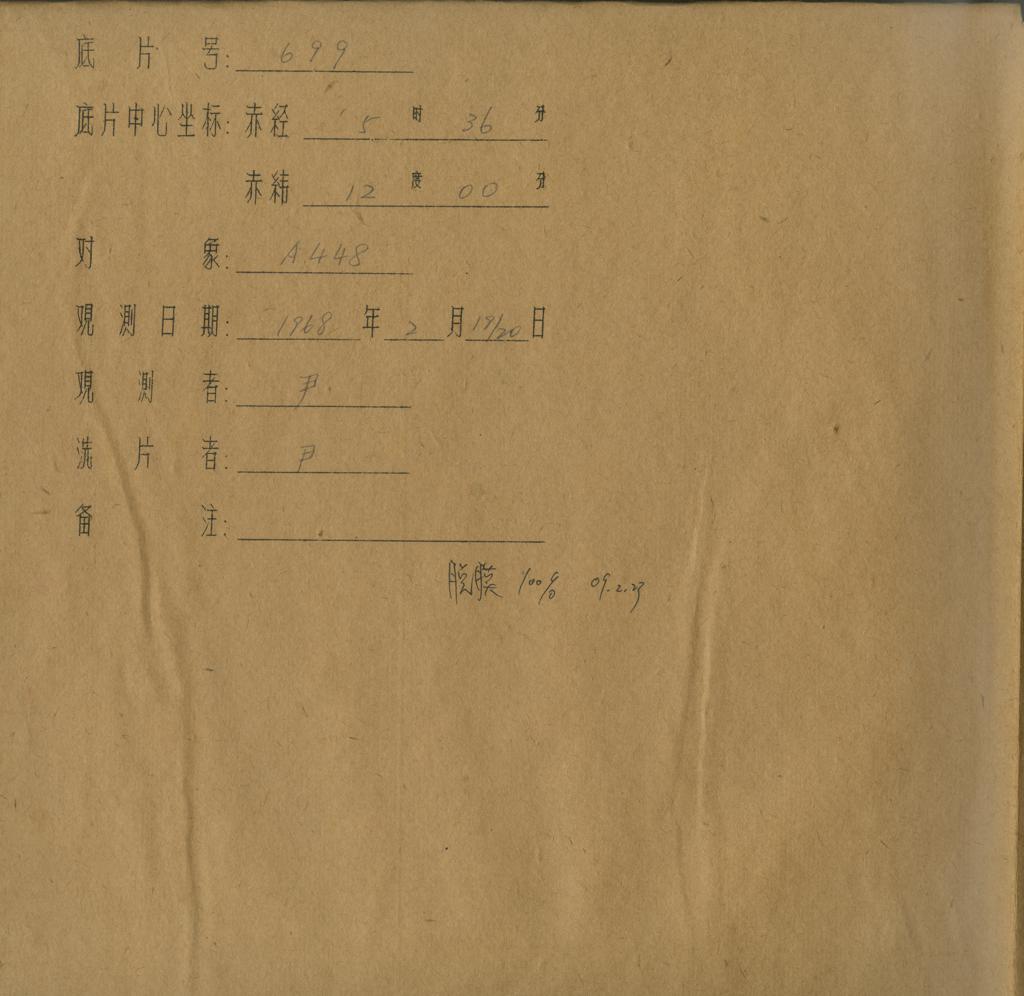 底片号: 699
底片中心坐标: 赤经 5 时 36 分
赤纬 12 度 00 分
对象: A448
观测日期: 1968 年 2 月 19/20 日
观测者: 尹
洗片者: 尹
备注:
脱膜 100% 09.2.23